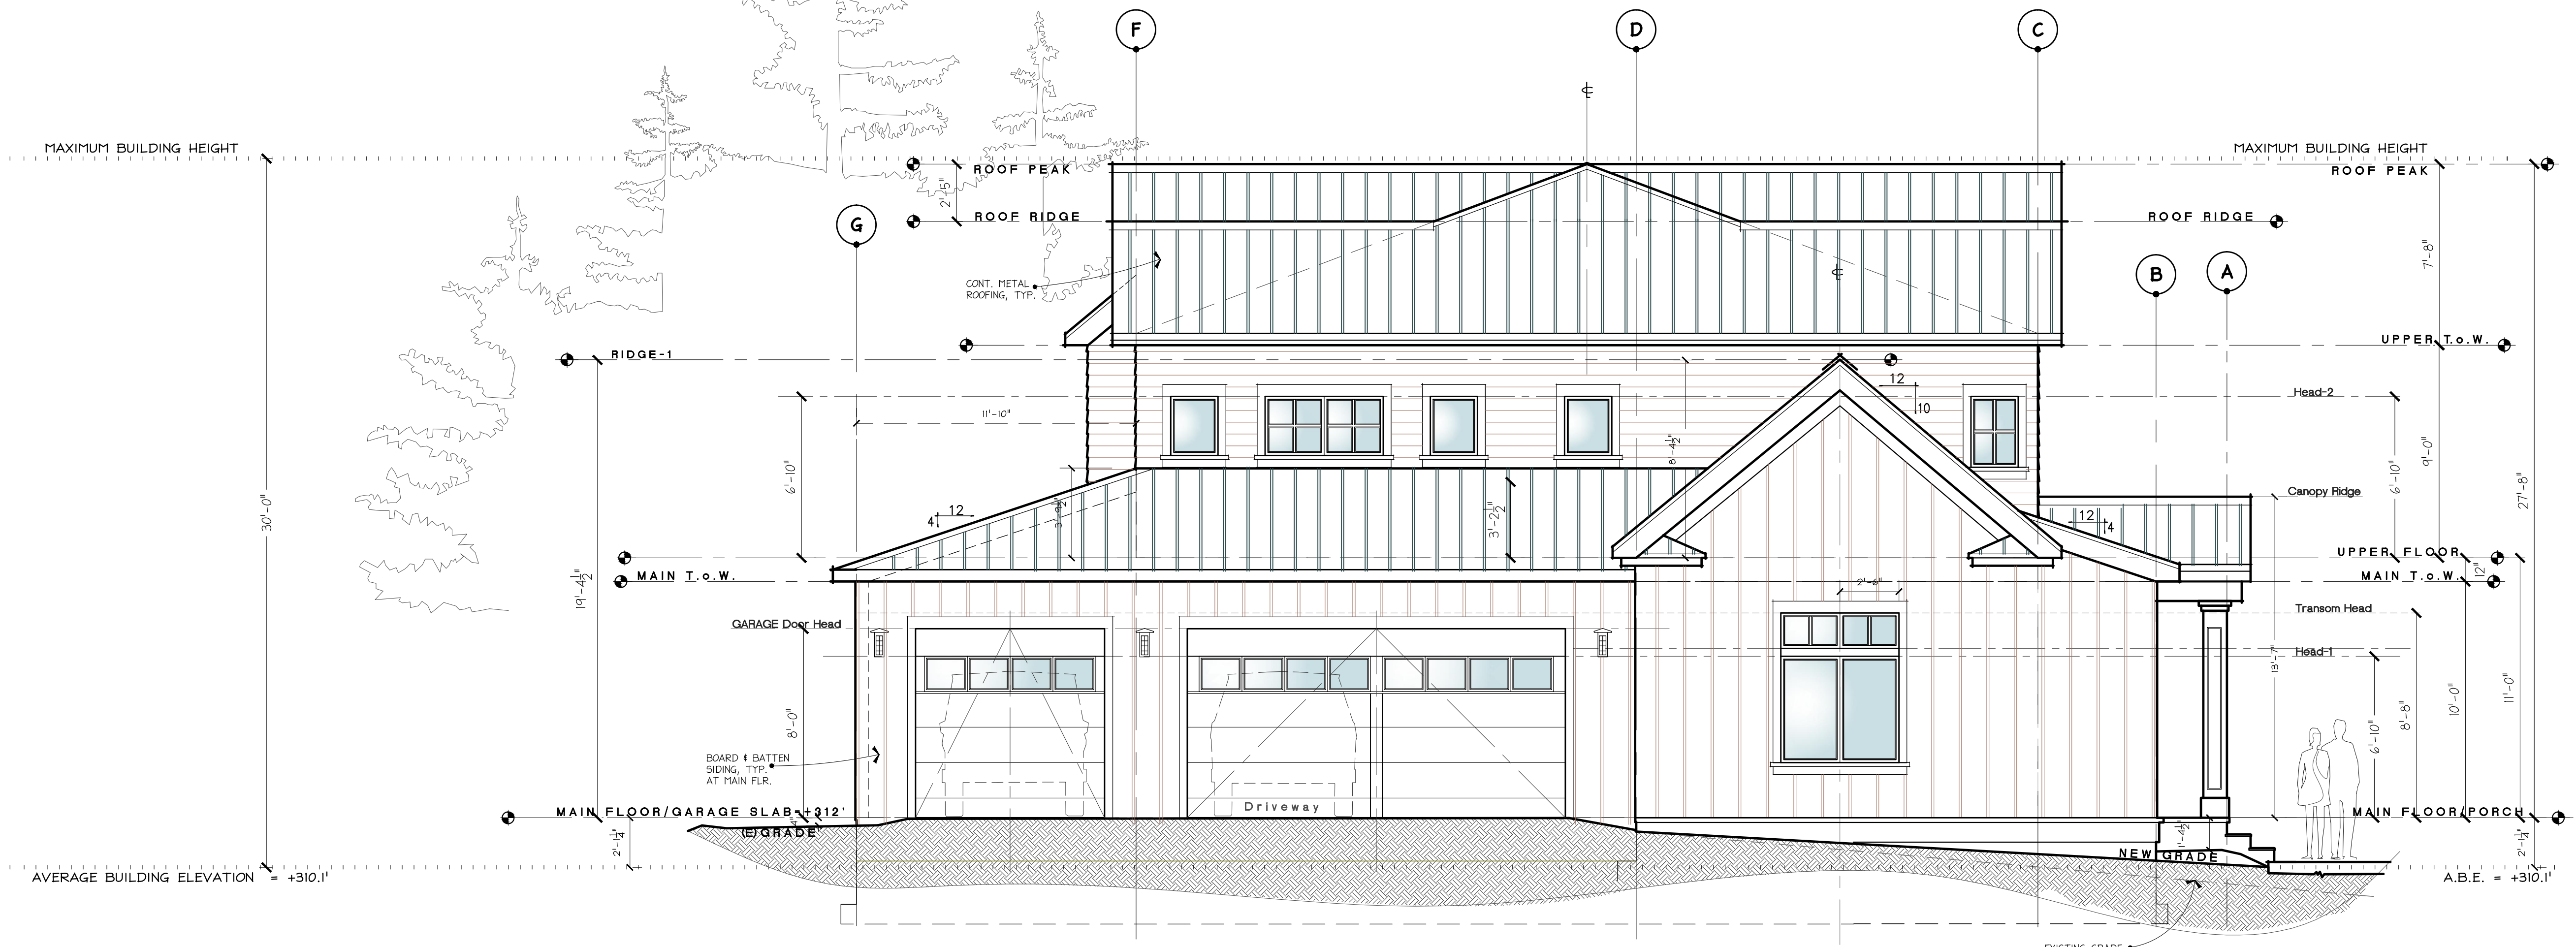 F
D
C
G
B
A
MAXIMUM BUILDING HEIGHT
MAXIMUM BUILDING HEIGHT
ROOF PEAK
ROOF PEAK
2'-5"
ROOF RIDGE
ROOF RIDGE
7'-8"
CONT. METAL
ROOFING, TYP.
RIDGE-1
UPPER T.o.W.
12
10
Head-2
11'-10"
8'-4½"
6'-10"
9'-0"
6'-10"
27'-8"
30'-0"
12
4
3'-9½"
3'-2½"
Canopy Ridge
12
4
UPPER FLOOR
12"
MAIN T.o.W.
MAIN T.o.W.
19'-4½"
2'-6"
Transom Head
GARAGE Door Head
Head-1
13'-7"
8'-0"
6'-10"
8'-8"
10'-0"
11'-0"
BOARD & BATTEN
SIDING, TYP.
AT MAIN FLR.
Driveway
MAIN FLOOR/GARAGE SLAB=+312'
MAIN FLOOR/PORCH
4"
(E)GRADE
2'-1¼"
1'-4½"
2'-1¼"
NEW GRADE
AVERAGE BUILDING ELEVATION = +310.1'
A.B.E. = +310.1'
EXISTING GRADE